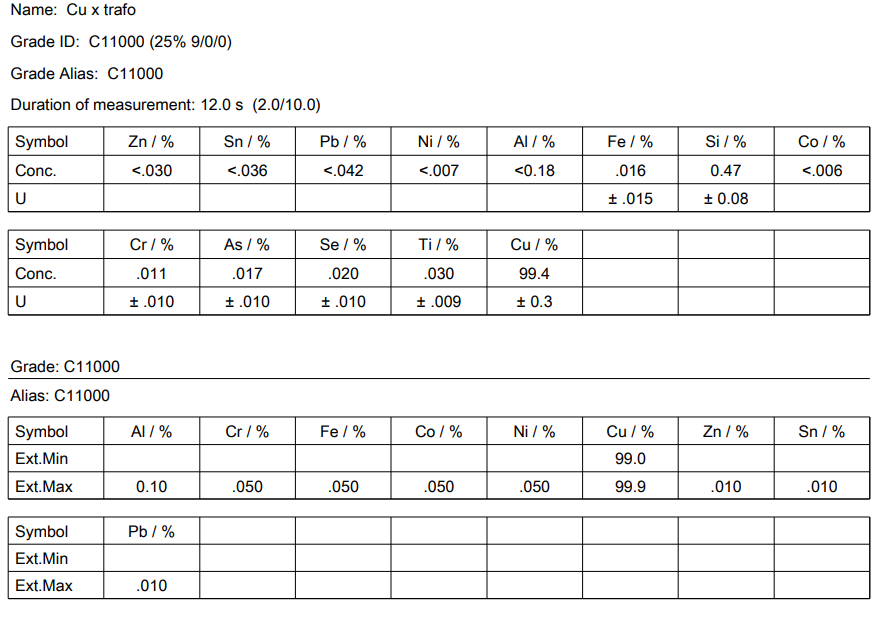 Name: Cu x trafo
Grade ID: C11000 (25% 9/0/0)
Grade Alias: C11000
Duration of measurement: 12.0 s (2.0/10.0)
Symbol Zn / % Sn / % Pb / % Ni / % Al / % Fe / % Si / % Co / %
Conc. <.030 <.036 <.042 <.007 <0.18 .016 0.47 <.006
U ± .015 ± 0.08
Symbol Cr / % As / % Se / % Ti / % Cu / %
Conc. .011 .017 .020 .030 99.4
U ± .010 ± .010 ± .010 ± .009 ± 0.3
Grade: C11000
Alias: C11000
Symbol Al / % Cr / % Fe / % Co / % Ni / % Cu / % Zn / % Sn / %
Ext.Min 99.0
Ext.Max 0.10 .050 .050 .050 .050 99.9 .010 .010
Symbol Pb / %
Ext.Min
Ext.Max .010